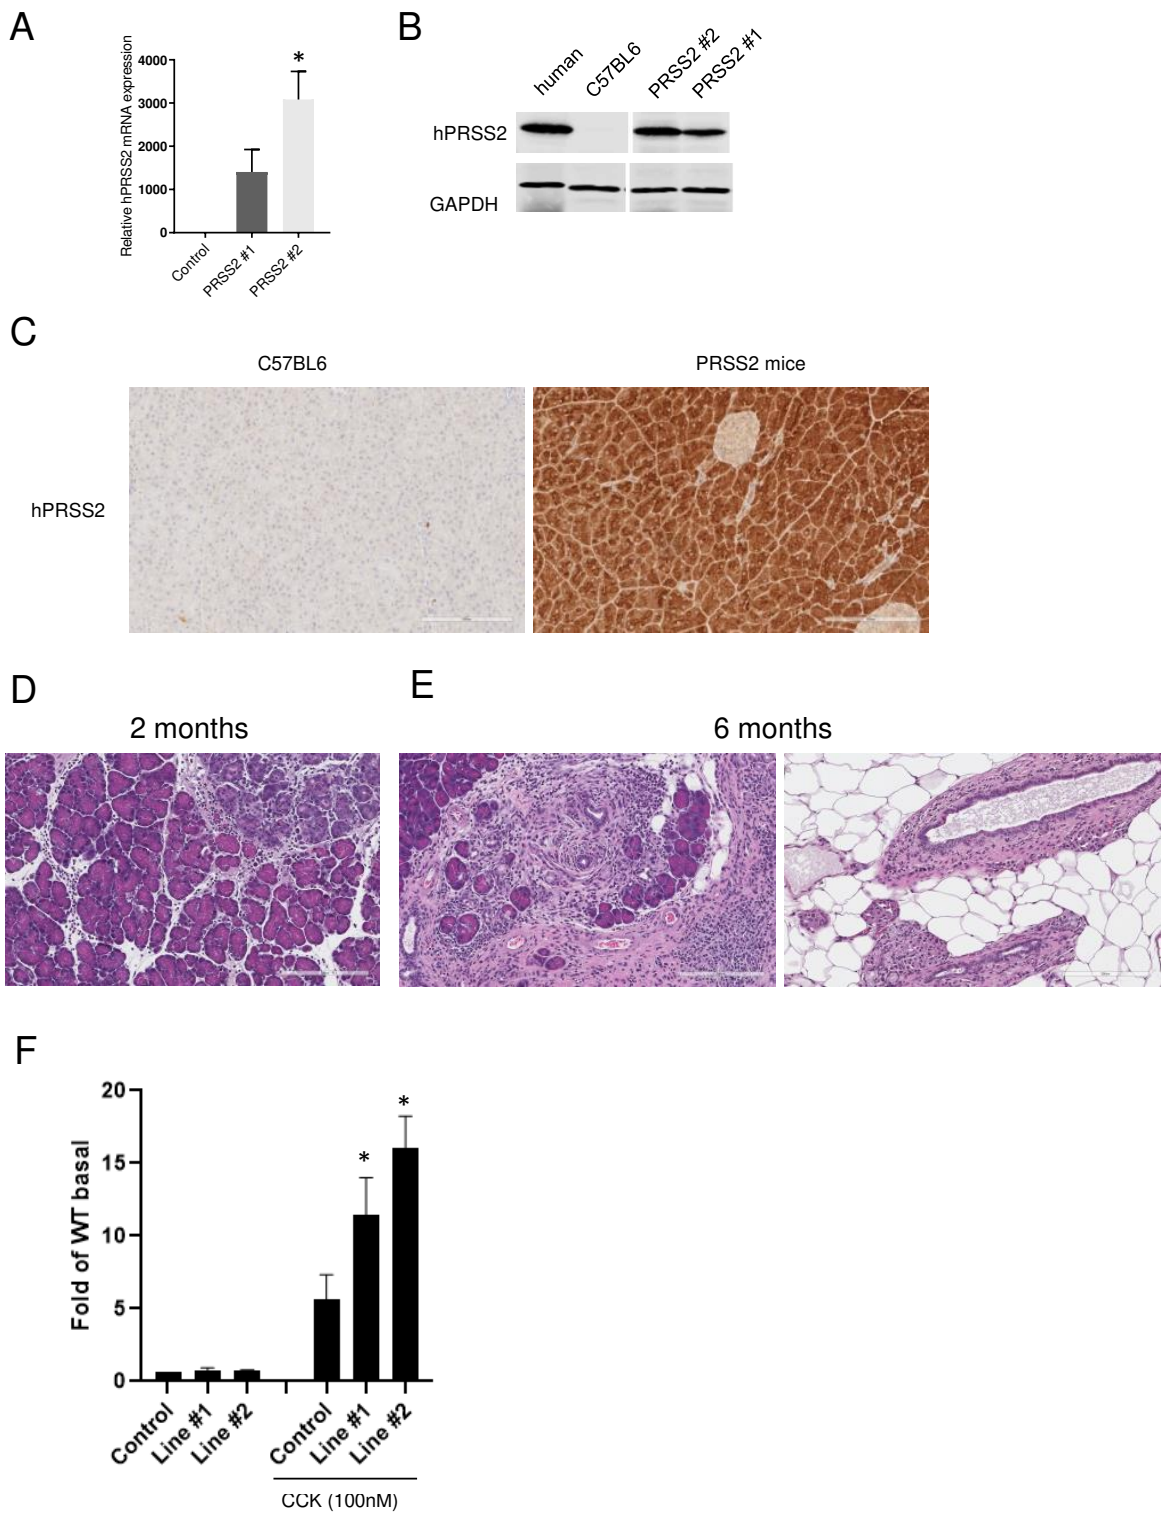 A
B
Relative hPRSS2 mRNA expression
4000
3000
2000
1000
0
*
Control
PRSS2 #1
PRSS2 #2
human
C57BL6
PRSS2 #2
PRSS2 #1
hPRSS2
GAPDH
C
C57BL6
PRSS2 mice
hPRSS2
D
E
2 months
6 months
F
Fold of WT basal
20
15
10
5
0
*
*
Control
Line #1
Line #2
Control
Line #1
Line #2
CCK (100nM)